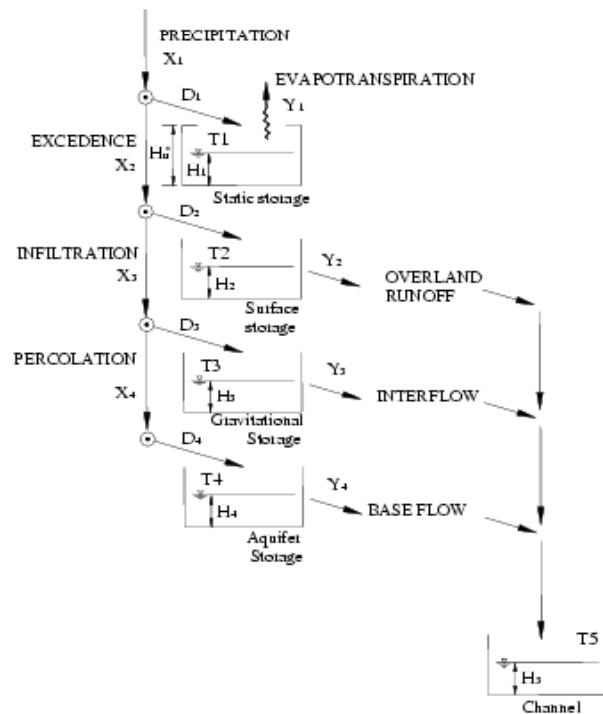 PRECIPITATION
X1
EVAPOTRANSPIRATION
D1
Y1
EXCEDENCE
X2
T1
H1
Static storage
D2
INFILTRATION
X3
T2
H2
Y2
OVERLAND
RUNOFF
Surface
storage
D3
PERCOLATION
X4
T3
H3
Y3
INTERFLOW
Gravitational
Storage
D4
T4
H4
Y4
BASE FLOW
Aquifer
Storage
T5
H3
Channel